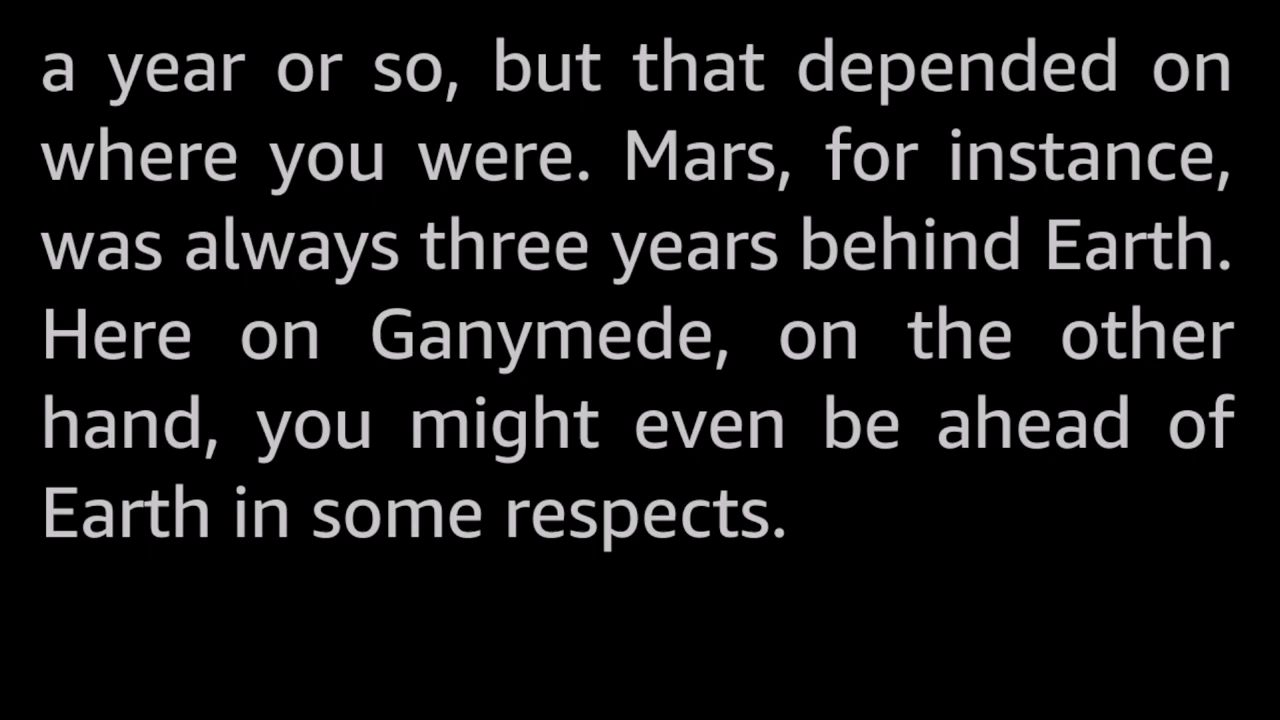 a year or so, but that depended on
where you were. Mars, for instance,
was always three years behind Earth.
Here on Ganymede, on the other
hand, you might even be ahead of
Earth in some respects.